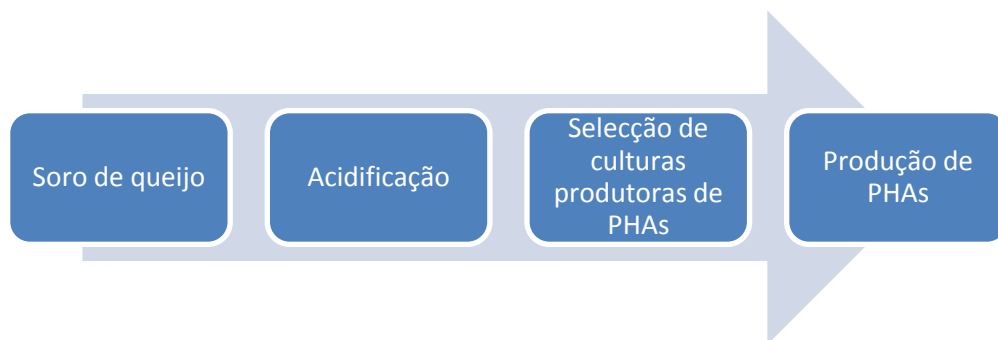 Soro de queijo
Acidificação
Selecção de
culturas
produtoras de
PHAs
Produção de
PHAs